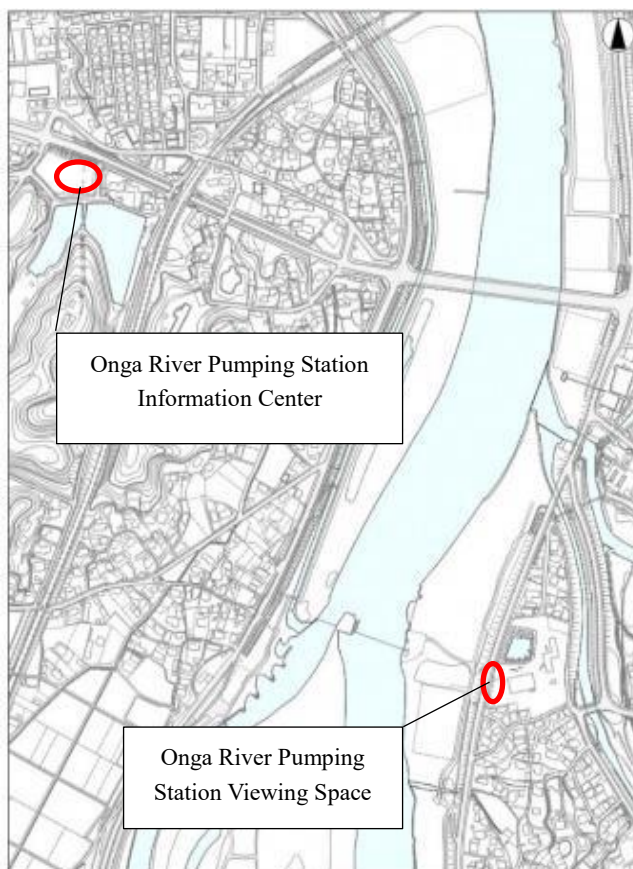 Onga River Pumping Station
Information Center
Onga River Pumping
Station Viewing Space